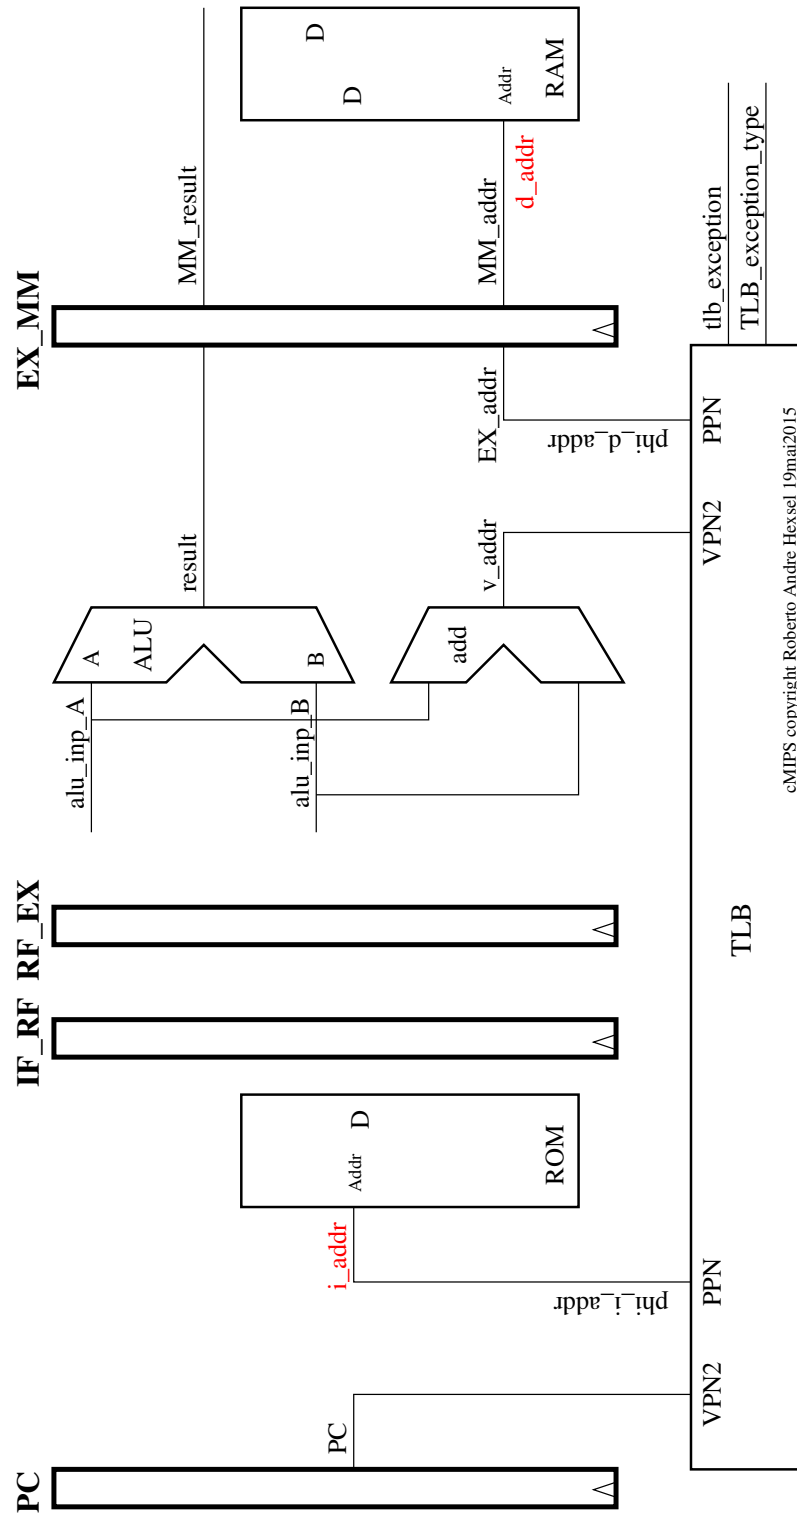 PC
IF_RF
RF_EX
EX_MM
alu_inp_A
A
ALU
result
MM_result
D
alu_inp_B
B
D
PC
i_addr
Addr
D
add
v_addr
EX_addr
MM_addr
Addr
d_addr
ROM
RAM
phi_i_addr
phi_d_addr
VPN2
PPN
VPN2
PPN
tlb_exception
TLB
TLB_exception_type
cMIPS copyright Roberto Andre Hexsel 19mai2015